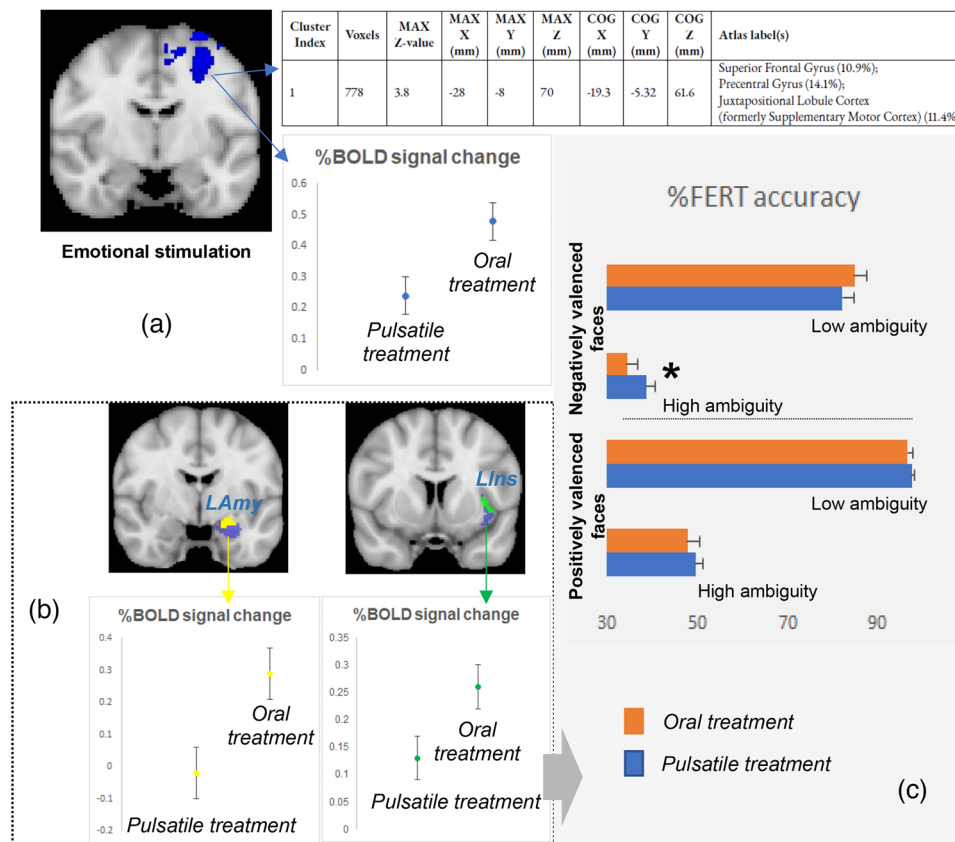 Cluster Index
Voxels
MAX Z-value
MAX X (mm)
MAX Y (mm)
MAX Z (mm)
COG X (mm)
COG Y (mm)
COG Z (mm)
Atlas label(s)
1
778
3.8
-28
-8
70
-19.3
-5.32
61.6
Superior Frontal Gyrus (10.9%);
Precentral Gyrus (14.1%);
Juxtapositional Lobule Cortex
(formerly Supplementary Motor Cortex) (11.4%
Emotional stimulation
(a)
%BOLD signal change
0.6
0.5
0.4
0.3
0.2
0.1
0
Oral
treatment
Pulsatile
treatment
(b)
LAmy
LIns
%BOLD signal change
0.4
0.3
0.2
0.1
0
-0.1
-0.2
Oral
treatment
Pulsatile treatment
%BOLD signal change
0.35
0.3
0.25
0.2
0.15
0.1
0.05
0
Oral
treatment
Pulsatile treatment
%FERT accuracy
Negatively valenced
faces
Low ambiguity
*
High ambiguity
Positively valenced
faces
Low ambiguity
High ambiguity
30
50
70
90
Oral treatment
Pulsatile treatment
(c)